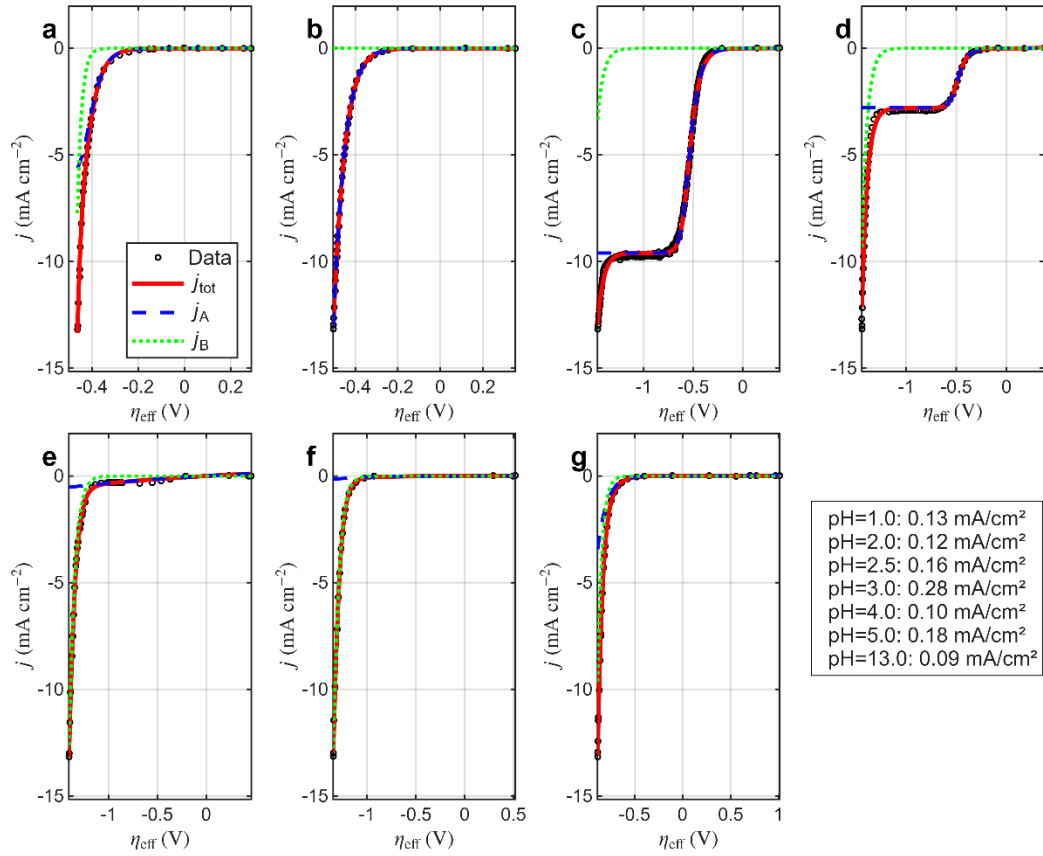 a
0
-5
-10
-15
j (mA cm⁻²)
Data
j_tot
j_A
j_B
-0.4
-0.2
0
0.2
η_eff (V)
b
0
-5
-10
-15
j (mA cm⁻²)
-0.4
-0.2
0
0.2
η_eff (V)
c
0
-5
-10
-15
j (mA cm⁻²)
-1
-0.5
0
η_eff (V)
d
0
-5
-10
-15
j (mA cm⁻²)
-1
-0.5
0
η_eff (V)
e
0
-5
-10
-15
j (mA cm⁻²)
-1
-0.5
0
η_eff (V)
f
0
-5
-10
-15
j (mA cm⁻²)
-1
-0.5
0
0.5
η_eff (V)
g
0
-5
-10
-15
j (mA cm⁻²)
-0.5
0
0.5
1
η_eff (V)
pH=1.0: 0.13 mA/cm²
pH=2.0: 0.12 mA/cm²
pH=2.5: 0.16 mA/cm²
pH=3.0: 0.28 mA/cm²
pH=4.0: 0.10 mA/cm²
pH=5.0: 0.18 mA/cm²
pH=13.0: 0.09 mA/cm²